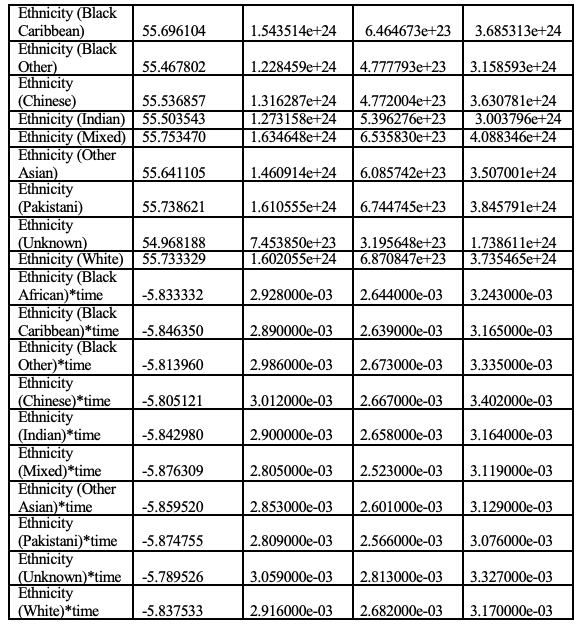 Ethnicity (Black
Caribbean) 55.696104 1.543514e+24 6.464673e+23 3.685313e+24
Ethnicity (Black
Other) 55.467802 1.228459e+24 4.777793e+23 3.158593e+24
Ethnicity
(Chinese) 55.536857 1.316287e+24 4.772004e+23 3.630781e+24
Ethnicity (Indian) 55.503543 1.273158e+24 5.396276e+23 3.003796e+24
Ethnicity (Mixed) 55.753470 1.634648e+24 6.535830e+23 4.088346e+24
Ethnicity (Other
Asian) 55.641105 1.460914e+24 6.085742e+23 3.507001e+24
Ethnicity
(Pakistani) 55.738621 1.610555e+24 6.744745e+23 3.845791e+24
Ethnicity
(Unknown) 54.968188 7.453850e+23 3.195648e+23 1.738611e+24
Ethnicity (White) 55.733329 1.602055e+24 6.870847e+23 3.735465e+24
Ethnicity (Black
African)*time -5.833332 2.928000e-03 2.644000e-03 3.243000e-03
Ethnicity (Black
Caribbean)*time -5.846350 2.890000e-03 2.639000e-03 3.165000e-03
Ethnicity (Black
Other)*time -5.813960 2.986000e-03 2.673000e-03 3.335000e-03
Ethnicity
(Chinese)*time -5.805121 3.012000e-03 2.667000e-03 3.402000e-03
Ethnicity
(Indian)*time -5.842980 2.900000e-03 2.658000e-03 3.164000e-03
Ethnicity
(Mixed)*time -5.876309 2.805000e-03 2.523000e-03 3.119000e-03
Ethnicity (Other
Asian)*time -5.859520 2.853000e-03 2.601000e-03 3.129000e-03
Ethnicity
(Pakistani)*time -5.874755 2.809000e-03 2.566000e-03 3.076000e-03
Ethnicity
(Unknown)*time -5.789526 3.059000e-03 2.813000e-03 3.327000e-03
Ethnicity
(White)*time -5.837533 2.916000e-03 2.682000e-03 3.170000e-03